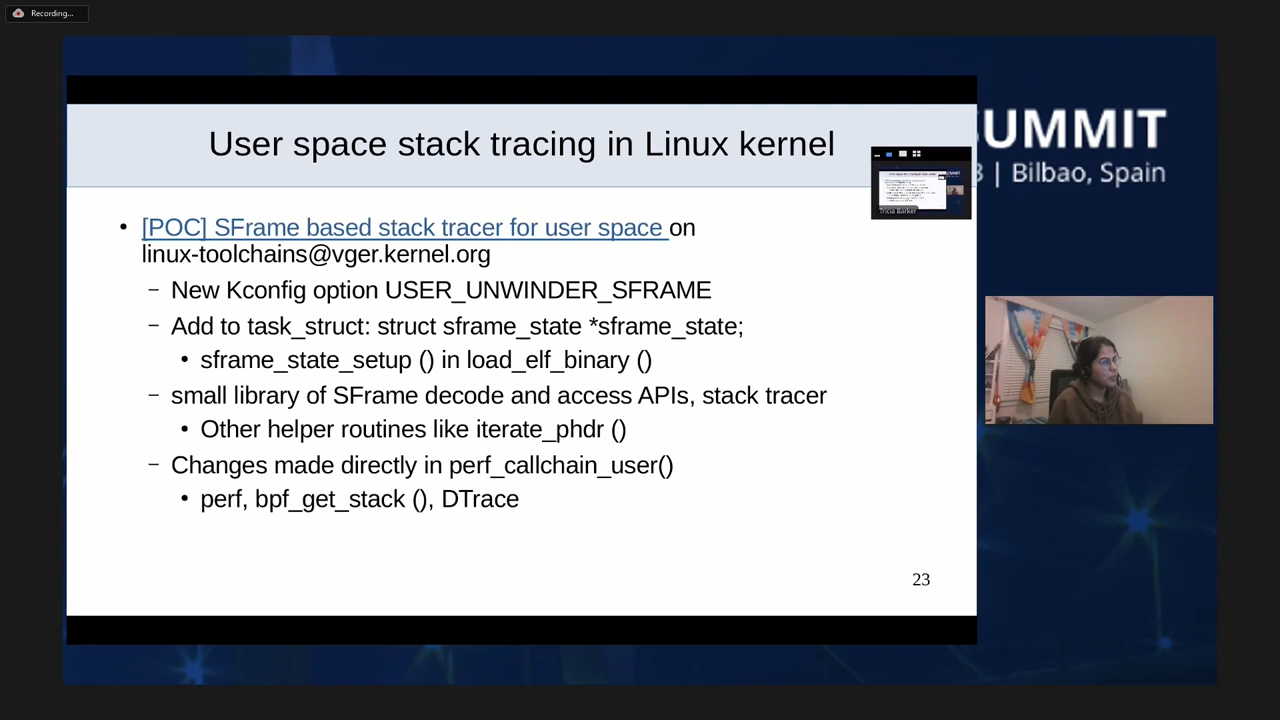 Recording...
User space stack tracing in Linux kernel
Tricia Barker
UMMIT
| Bilbao, Spain
• [POC] SFrame based stack tracer for user space on
linux-toolchains@vger.kernel.org
– New Kconfig option USER_UNWINDER_SFRAME
– Add to task_struct: struct sframe_state *sframe_state;
• sframe_state_setup () in load_elf_binary ()
– small library of SFrame decode and access APIs, stack tracer
• Other helper routines like iterate_phdr ()
– Changes made directly in perf_callchain_user()
• perf, bpf_get_stack (), DTrace
23